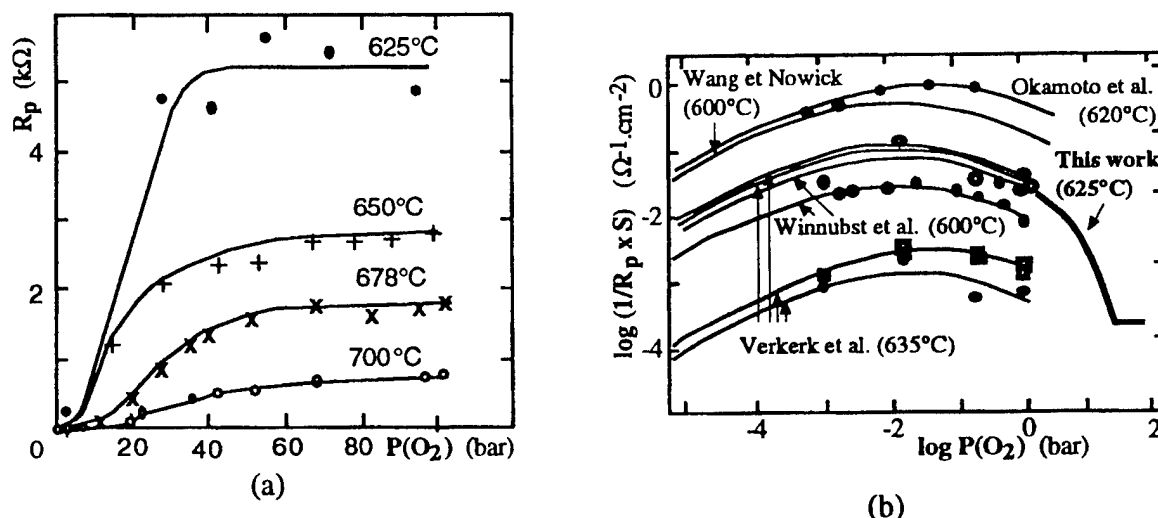 R_p (kΩ)
4
2
0
625°C
650°C
678°C
700°C
20
40
60
80
P(O₂) (bar)
(a)
log (1/R_p x S) (Ω⁻¹.cm⁻²)
0
-2
-4
Wang et Nowick
(600°C)
Okamoto et al.
(620°C)
This work
(625°C)
Winnubst et al. (600°C)
Verkerk et al. (635°C)
-4
-2
0
2
log P(O₂) (bar)
(b)